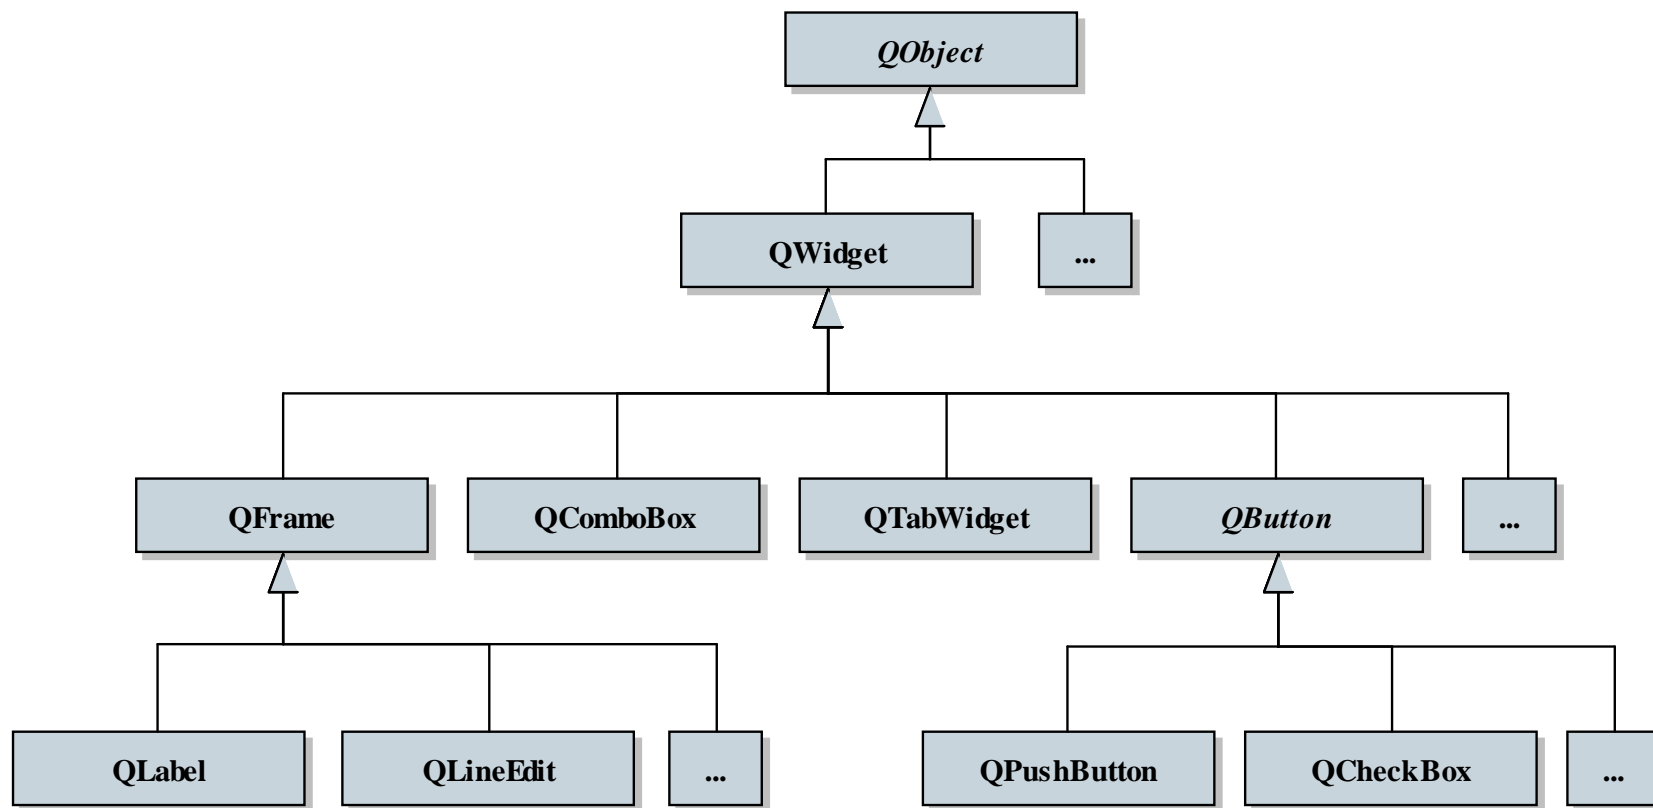 QObject
QWidget
...
QFrame
QComboBox
QTabWidget
QButton
...
QLabel
QLineEdit
...
QPushButton
QCheckBox
...